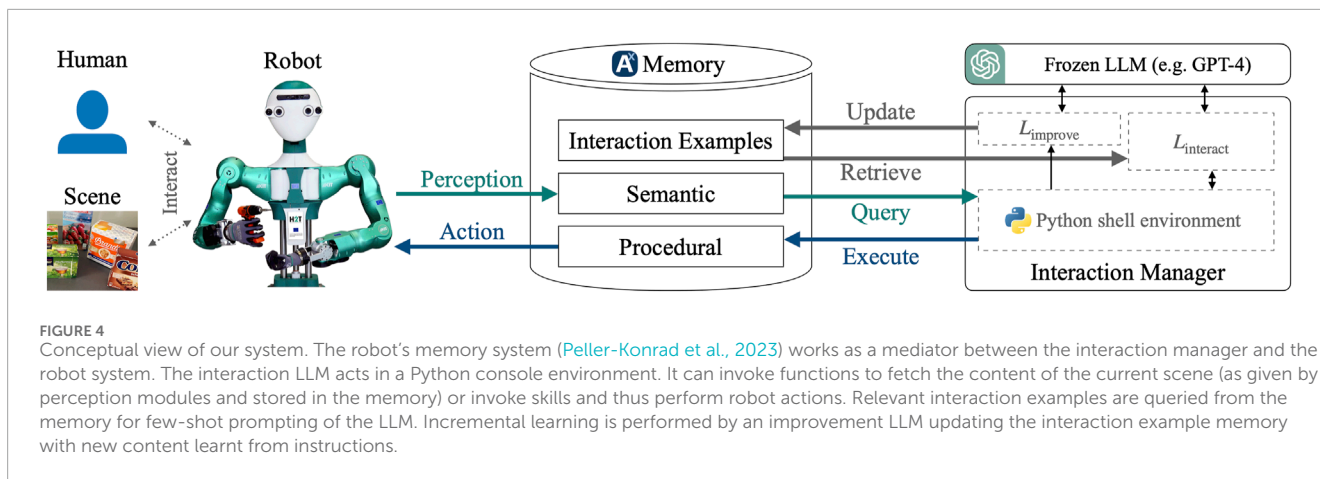 Human
Robot
Memory
Frozen LLM (e.g. GPT-4)
Interact
Scene
Perception
Action
H2T
Interaction Examples
Semantic
Procedural
Update
Retrieve
Query
Execute
L_improve
L_interact
Python shell environment
Interaction Manager
FIGURE 4
Conceptual view of our system. The robot’s memory system (Peller-Konrad et al., 2023) works as a mediator between the interaction manager and the
robot system. The interaction LLM acts in a Python console environment. It can invoke functions to fetch the content of the current scene (as given by
perception modules and stored in the memory) or invoke skills and thus perform robot actions. Relevant interaction examples are queried from the
memory for few-shot prompting of the LLM. Incremental learning is performed by an improvement LLM updating the interaction example memory
with new content learnt from instructions.